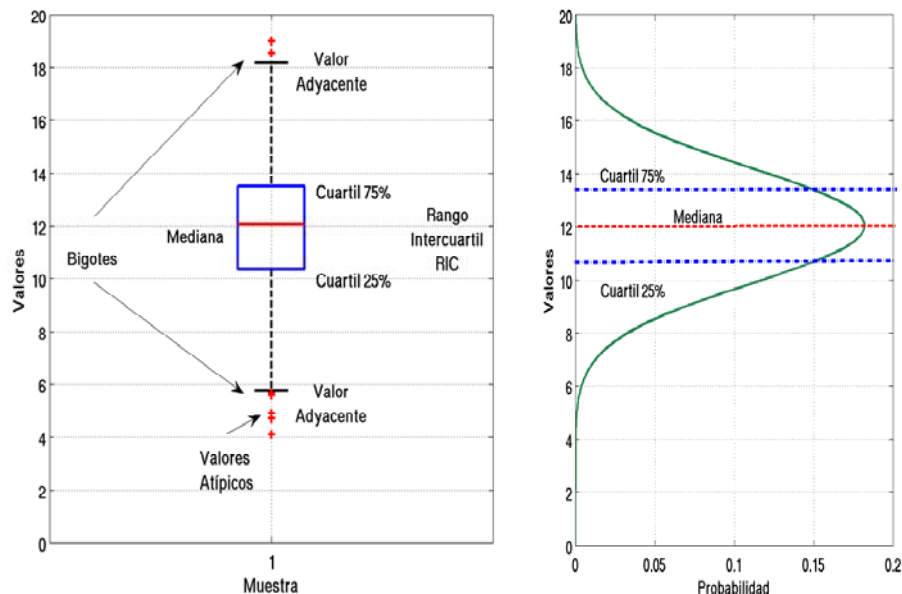 20
18
16
14
12
10
8
6
4
2
0
Valores
Valor
Adyacente
Cuartil 75%
Mediana
Rango
Intercuartil
RIC
Bigotes
Cuartil 25%
Valor
Adyacente
Valores
Atípicos
1
Muestra
20
18
16
14
12
10
8
6
4
2
0
Valores
Cuartil 75%
Mediana
Cuartil 25%
0
0.05
0.1
0.15
0.2
Probabilidad